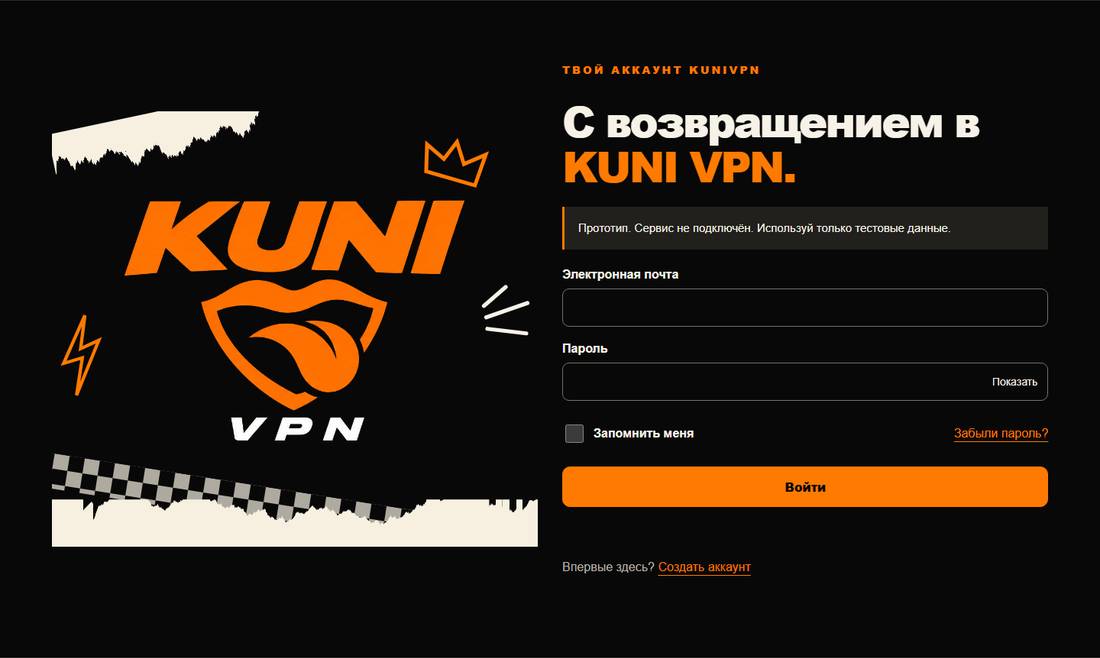 KUNI
VPN
ТВОЙ АККАУНТ KUNIVPN
С возвращением в
KUNI VPN.
Прототип. Сервис не подключён. Используй только тестовые данные.
Электронная почта
Пароль
Показать
Запомнить меня
Забыли пароль?
Войти
Впервые здесь? Создать аккаунт